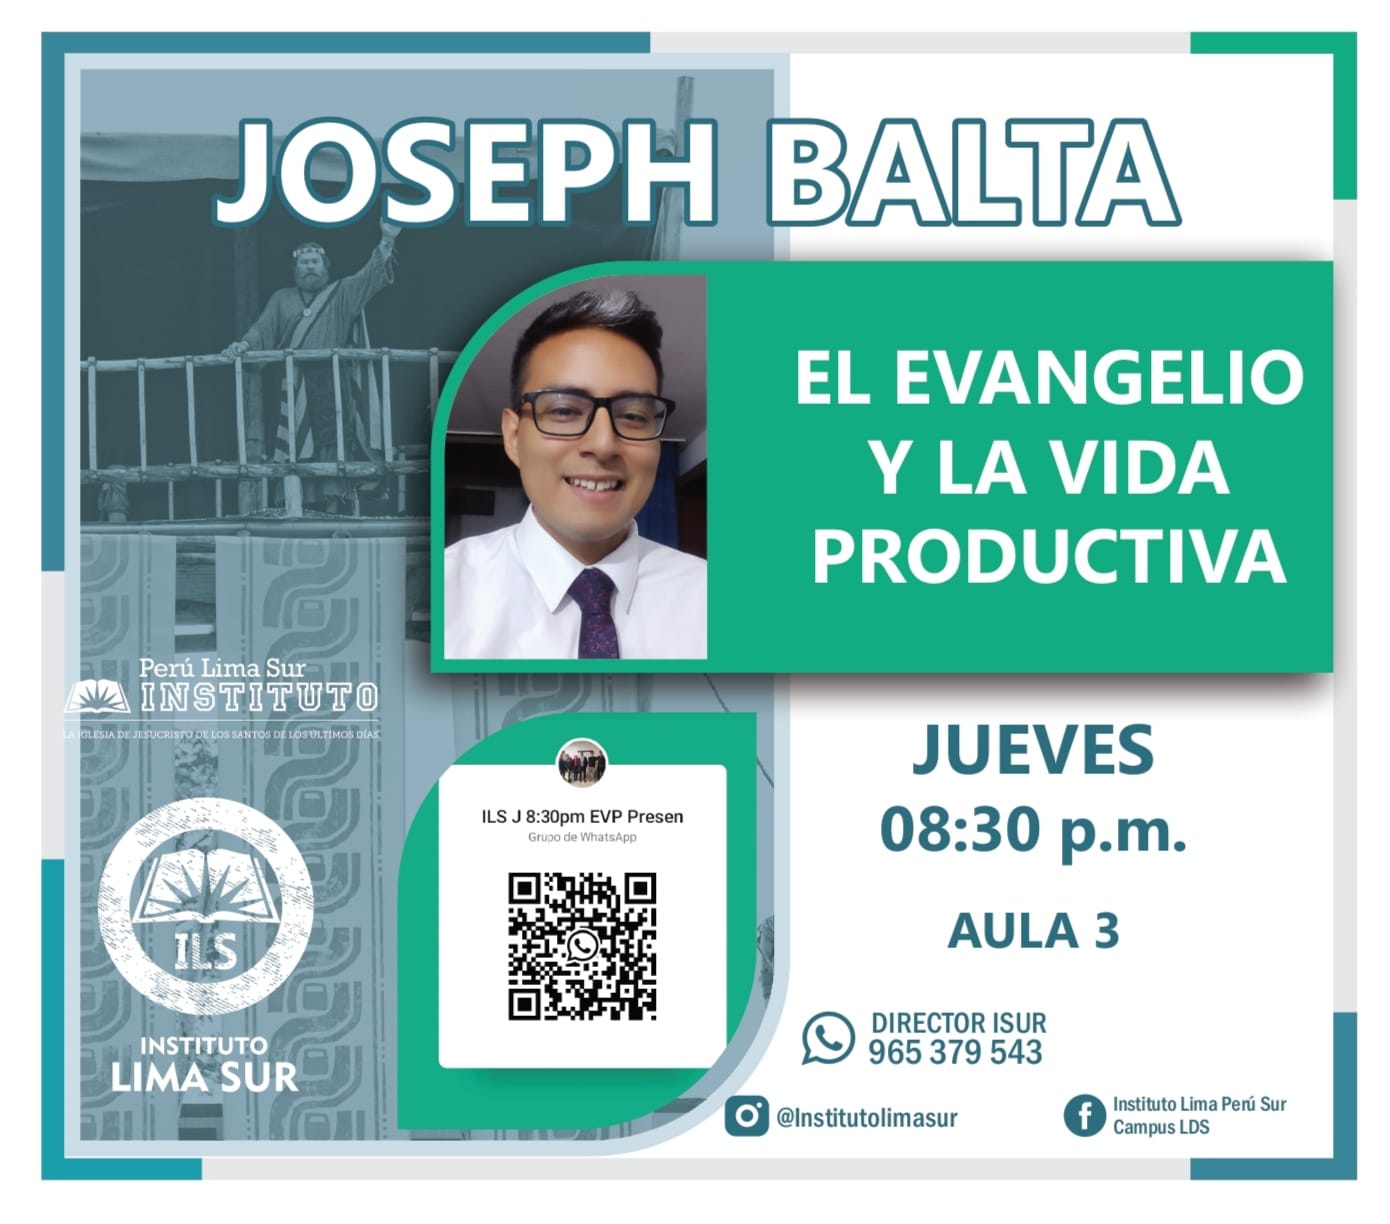 JOSEPH BALTA
EL EVANGELIO
Y LA VIDA
PRODUCTIVA
Perú Lima Sur
INSTITUTO
LA IGLESIA DE JESUCRISTO DE LOS SANTOS DE LOS ÚLTIMOS DÍAS
ILS
INSTITUTO
LIMA SUR
ILS J 8:30pm EVP Presen
Grupo de WhatsApp
JUEVES
08:30 p.m.
AULA 3
DIRECTOR ISUR
965 379 543
@Institutolimasur
Instituto Lima Perú Sur
Campus LDS